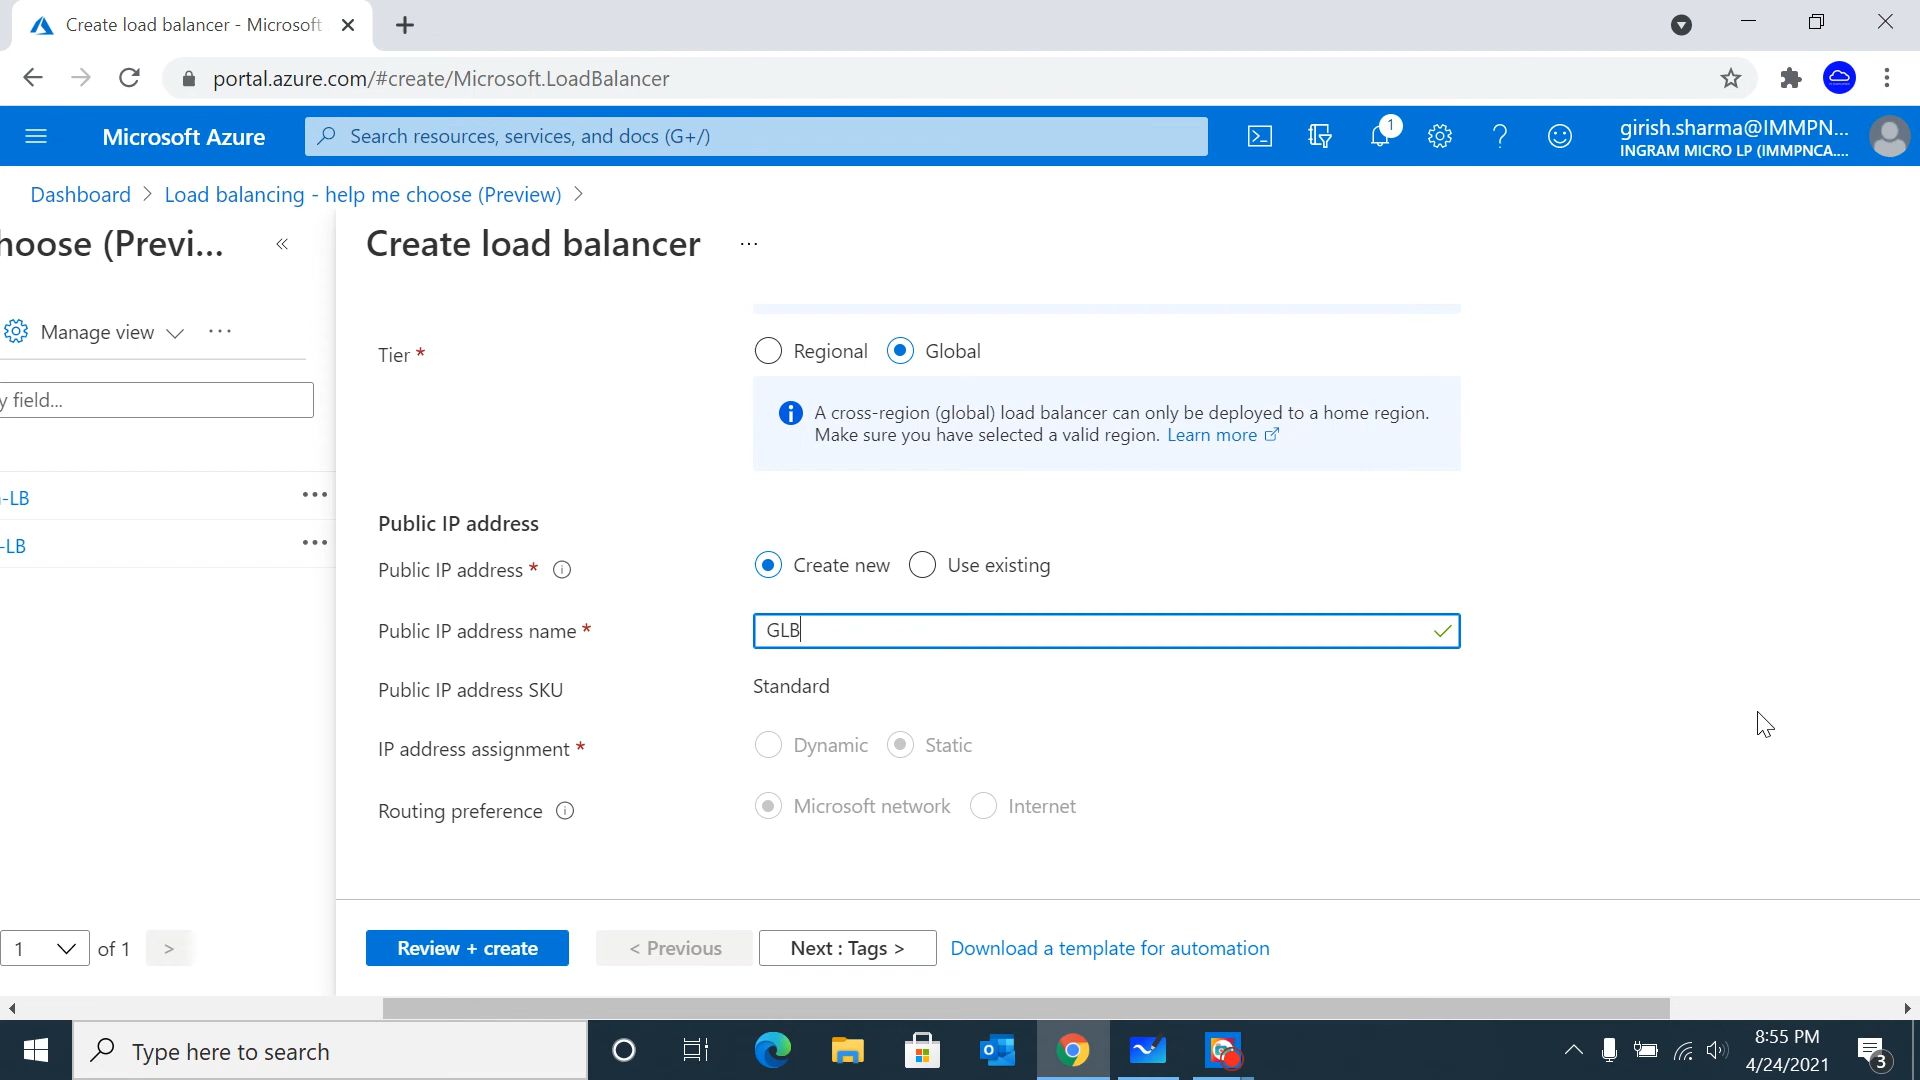 Create load balancer - Microsoft
portal.azure.com/#create/Microsoft.LoadBalancer
Microsoft Azure
Search resources, services, and docs (G+/)
1
girish.sharma@IMMPN...
INGRAM MICRO LP (IMMPNCA....
Dashboard > Load balancing - help me choose (Preview) >
hoose (Previ... «
Create load balancer ...
Manage view ...
Tier * Regional Global
y field...
A cross-region (global) load balancer can only be deployed to a home region.
Make sure you have selected a valid region. Learn more
-LB ...
-LB ...
Public IP address
Public IP address * Create new Use existing
Public IP address name * GLB
Public IP address SKU Standard
IP address assignment * Dynamic Static
Routing preference Microsoft network Internet
1 of 1 >
Review + create < Previous Next : Tags > Download a template for automation
Type here to search
8:55 PM
4/24/2021
3